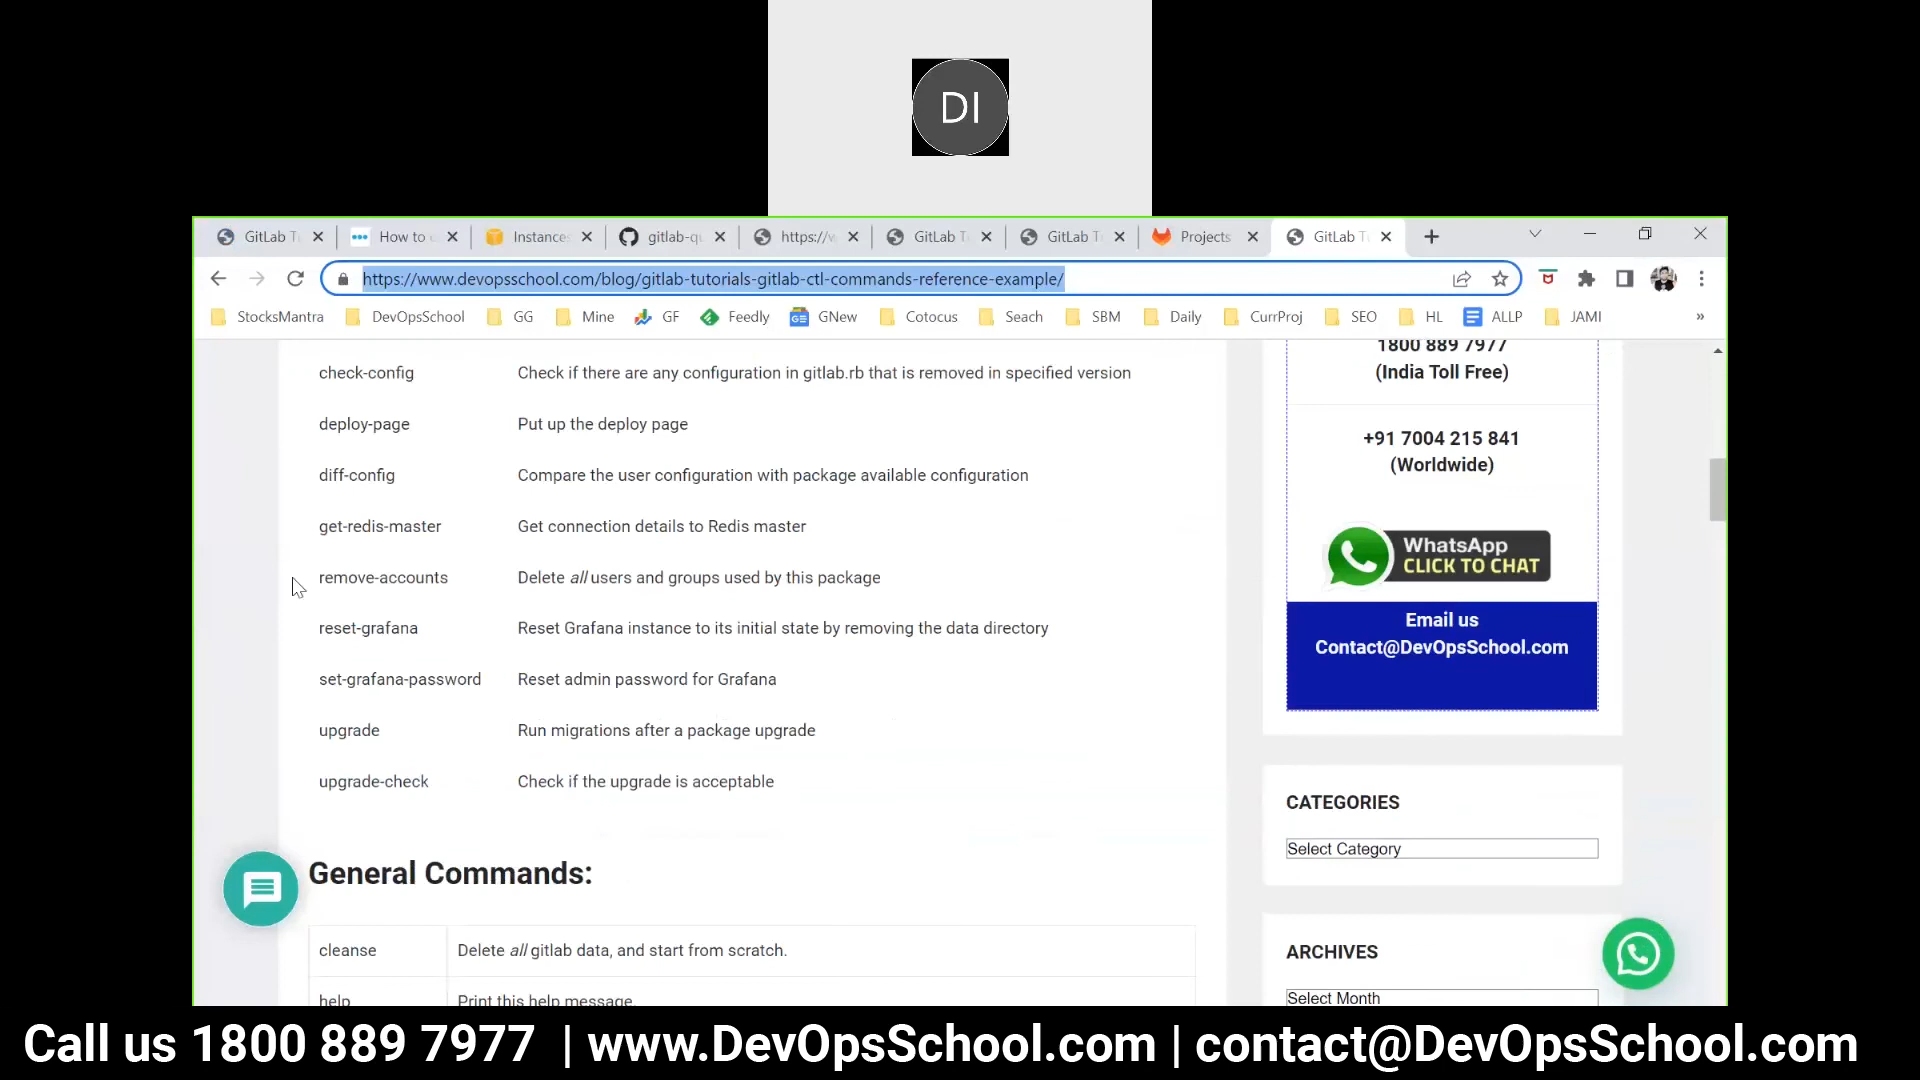 DI
GitLab T
How to
Instance
gitlab-q
https://
GitLab T
GitLab T
Projects
GitLab T
https://www.devopsschool.com/blog/gitlab-tutorials-gitlab-ctl-commands-reference-example/
StocksMantra DevOpsSchool GG Mine GF Feedly GNew Cotocus Seach SBM Daily CurrProj SEO HL ALLP JAMI »
check-config Check if there are any configuration in gitlab.rb that is removed in specified version
deploy-page Put up the deploy page
diff-config Compare the user configuration with package available configuration
get-redis-master Get connection details to Redis master
remove-accounts Delete all users and groups used by this package
reset-grafana Reset Grafana instance to its initial state by removing the data directory
set-grafana-password Reset admin password for Grafana
upgrade Run migrations after a package upgrade
upgrade-check Check if the upgrade is acceptable
General Commands:
cleanse Delete all gitlab data, and start from scratch.
help Print this help message.
1800 889 7977
(India Toll Free)
+91 7004 215 841
(Worldwide)
WhatsApp
CLICK TO CHAT
Email us
Contact@DevOpsSchool.com
CATEGORIES
Select Category
ARCHIVES
Select Month
Call us 1800 889 7977 | www.DevOpsSchool.com | contact@DevOpsSchool.com